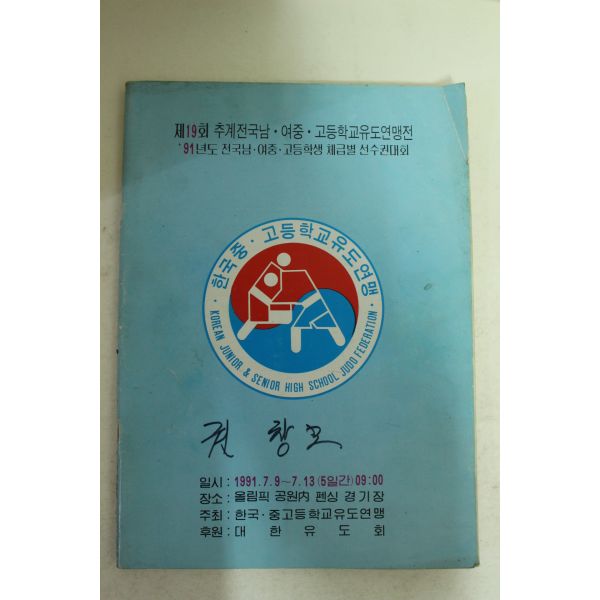 제19회 추계전국남·여중·고등학교유도연맹전
'91년도 전국남·여중·고등학생 체급별 선수권대회
한국중·고등학교유도연맹
· KOREAN JUNIOR & SENIOR HIGH SCHOOL JUDO FEDERATION ·
권창
일시 : 1991.7.9~7.13(5일간)09:00
장소 : 올림픽 공원內 펜싱 경기장
주최 : 한국·중고등학교유도연맹
후원 : 대 한 유 도 회